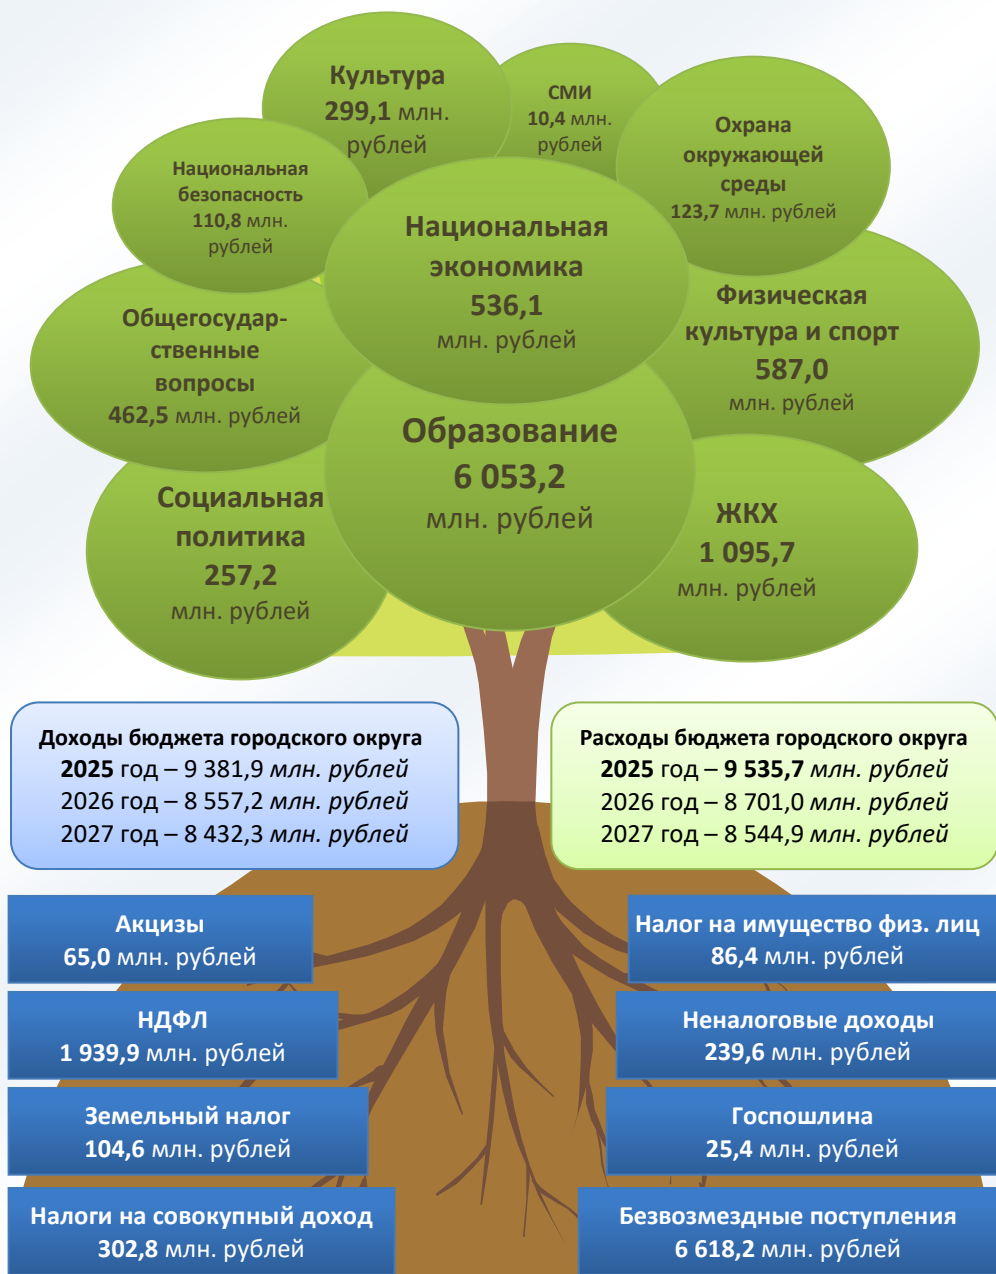 Культура
299,1 млн.
рублей
СМИ
10,4 млн.
рублей
Охрана
окружающей
среды
123,7 млн. рублей
Национальная
безопасность
110,8 млн.
рублей
Национальная
экономика
536,1
млн. рублей
Общегосудар-
ственные
вопросы
462,5 млн. рублей
Физическая
культура и спорт
587,0
млн. рублей
Образование
6 053,2
млн. рублей
Социальная
политика
257,2
млн. рублей
ЖКХ
1 095,7
млн. рублей
Доходы бюджета городского округа
2025 год – 9 381,9 млн. рублей
2026 год – 8 557,2 млн. рублей
2027 год – 8 432,3 млн. рублей
Расходы бюджета городского округа
2025 год – 9 535,7 млн. рублей
2026 год – 8 701,0 млн. рублей
2027 год – 8 544,9 млн. рублей
Акцизы
65,0 млн. рублей
Налог на имущество физ. лиц
86,4 млн. рублей
НДФЛ
1 939,9 млн. рублей
Неналоговые доходы
239,6 млн. рублей
Земельный налог
104,6 млн. рублей
Госпошлина
25,4 млн. рублей
Налоги на совокупный доход
302,8 млн. рублей
Безвозмездные поступления
6 618,2 млн. рублей